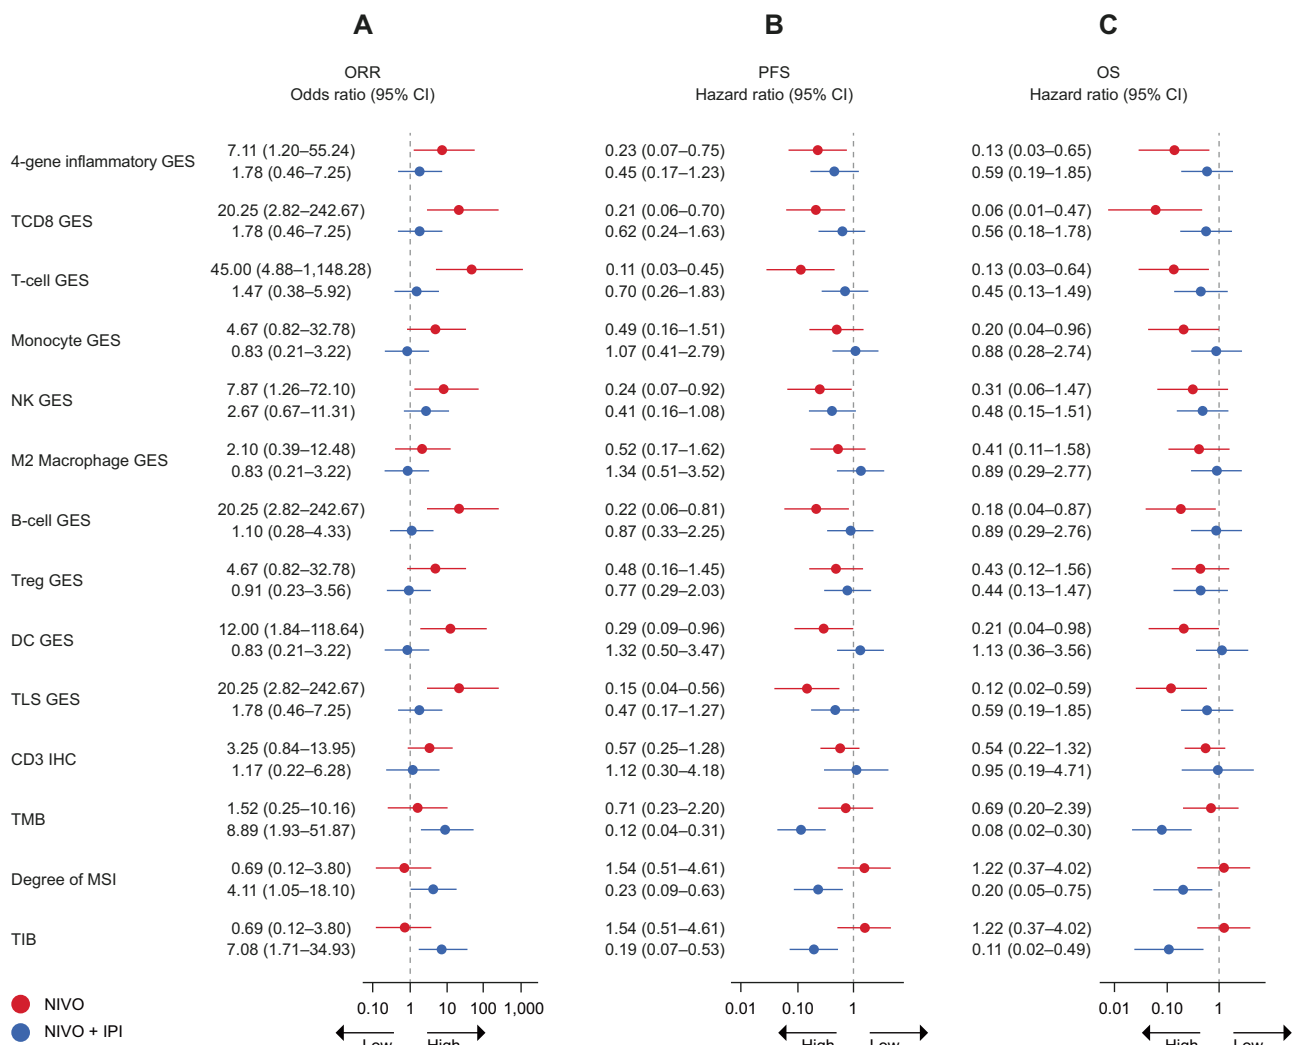 A
B
C
ORR
Odds ratio (95% CI)
PFS
Hazard ratio (95% CI)
OS
Hazard ratio (95% CI)
4-gene inflammatory GES
7.11 (1.20–55.24)
0.23 (0.07–0.75)
0.13 (0.03–0.65)
1.78 (0.46–7.25)
0.45 (0.17–1.23)
0.59 (0.19–1.85)
TCD8 GES
20.25 (2.82–242.67)
0.21 (0.06–0.70)
0.06 (0.01–0.47)
1.78 (0.46–7.25)
0.62 (0.24–1.63)
0.56 (0.18–1.78)
T-cell GES
45.00 (4.88–1,148.28)
0.11 (0.03–0.45)
0.13 (0.03–0.64)
1.47 (0.38–5.92)
0.70 (0.26–1.83)
0.45 (0.13–1.49)
Monocyte GES
4.67 (0.82–32.78)
0.49 (0.16–1.51)
0.20 (0.04–0.96)
0.83 (0.21–3.22)
1.07 (0.41–2.79)
0.88 (0.28–2.74)
NK GES
7.87 (1.26–72.10)
0.24 (0.07–0.92)
0.31 (0.06–1.47)
2.67 (0.67–11.31)
0.41 (0.16–1.08)
0.48 (0.15–1.51)
M2 Macrophage GES
2.10 (0.39–12.48)
0.52 (0.17–1.62)
0.41 (0.11–1.58)
0.83 (0.21–3.22)
1.34 (0.51–3.52)
0.89 (0.29–2.77)
B-cell GES
20.25 (2.82–242.67)
0.22 (0.06–0.81)
0.18 (0.04–0.87)
1.10 (0.28–4.33)
0.87 (0.33–2.25)
0.89 (0.29–2.76)
Treg GES
4.67 (0.82–32.78)
0.48 (0.16–1.45)
0.43 (0.12–1.56)
0.91 (0.23–3.56)
0.77 (0.29–2.03)
0.44 (0.13–1.47)
DC GES
12.00 (1.84–118.64)
0.29 (0.09–0.96)
0.21 (0.04–0.98)
0.83 (0.21–3.22)
1.32 (0.50–3.47)
1.13 (0.36–3.56)
TLS GES
20.25 (2.82–242.67)
0.15 (0.04–0.56)
0.12 (0.02–0.59)
1.78 (0.46–7.25)
0.47 (0.17–1.27)
0.59 (0.19–1.85)
CD3 IHC
3.25 (0.84–13.95)
0.57 (0.25–1.28)
0.54 (0.22–1.32)
1.17 (0.22–6.28)
1.12 (0.30–4.18)
0.95 (0.19–4.71)
TMB
1.52 (0.25–10.16)
0.71 (0.23–2.20)
0.69 (0.20–2.39)
8.89 (1.93–51.87)
0.12 (0.04–0.31)
0.08 (0.02–0.30)
Degree of MSI
0.69 (0.12–3.80)
1.54 (0.51–4.61)
1.22 (0.37–4.02)
4.11 (1.05–18.10)
0.23 (0.09–0.63)
0.20 (0.05–0.75)
TIB
0.69 (0.12–3.80)
1.54 (0.51–4.61)
1.22 (0.37–4.02)
7.08 (1.71–34.93)
0.19 (0.07–0.53)
0.11 (0.02–0.49)
0.10 1 10 100 1,000
0.01 0.10 1
0.01 0.10 1
NIVO
NIVO + IPI
Low High
High Low
High Low